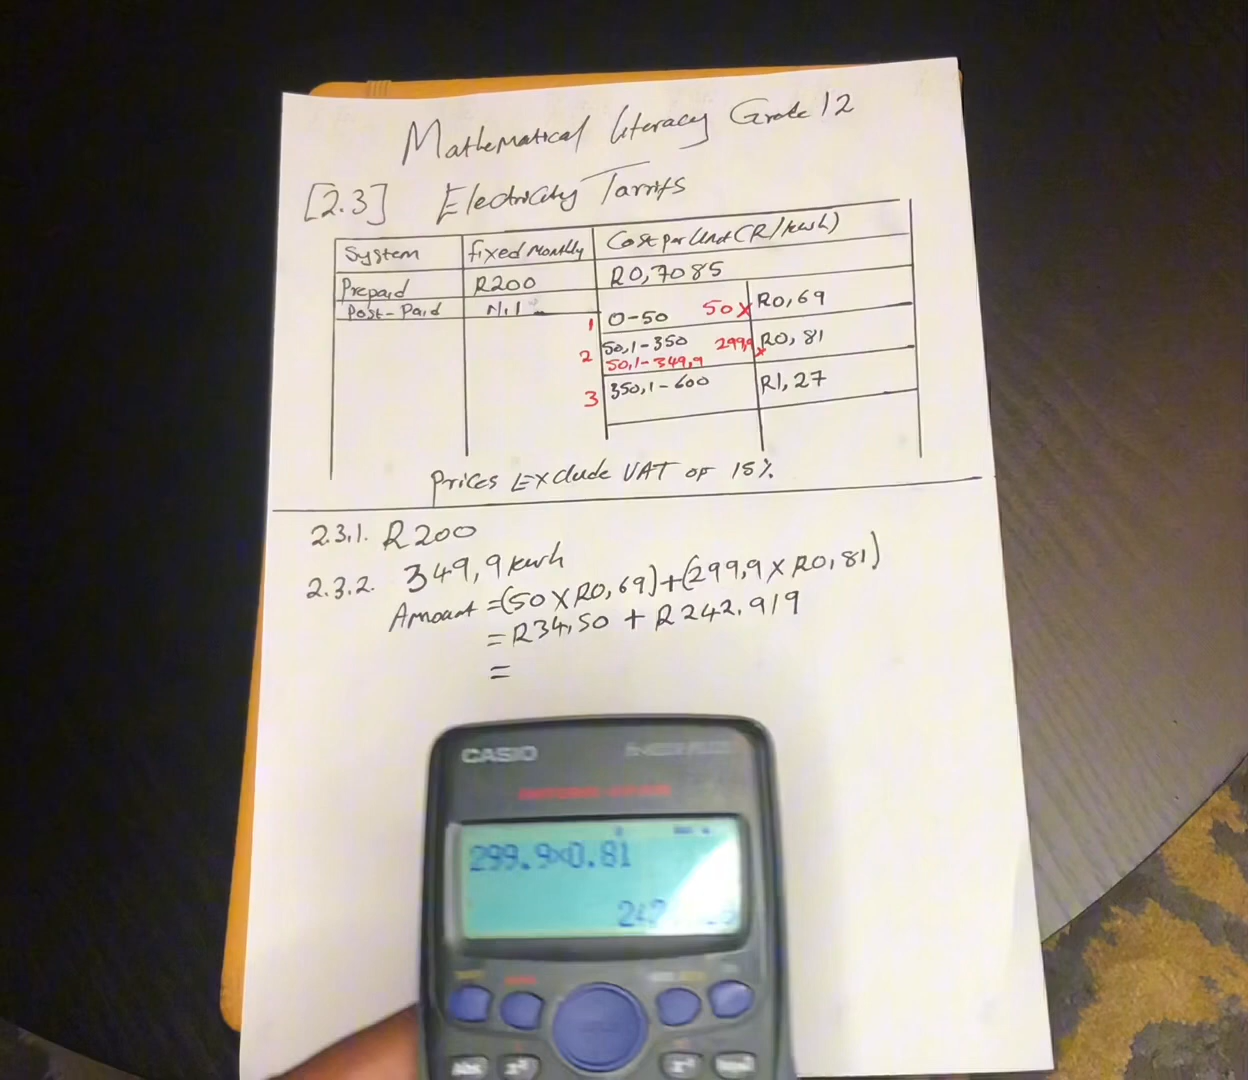 Mathematical Literacy Grade 12
[2.3] Electricity Tarrifs
System fixed Monthly Cost per Unit (R/kwh)
Prepaid R200 R0,7085
Post-Paid Nil
1 0-50 50x R0,69
2 50,1-350 299,9x R0,81
50,1-349,9
3 350,1-600 R1,27
Prices Exclude VAT of 15%
2.3.1. R200
2.3.2. 349,9 kwh
Amount =(50 x R0,69)+(299,9 x R0,81)
= R34,50 + R242.919
=
CASIO
299.9×0.81